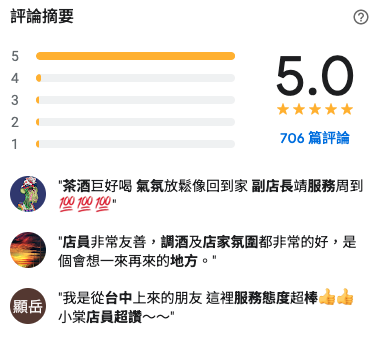 評論摘要
5
4
3
2
1
5.0
706 篇評論
"茶酒巨好喝 氣氛放鬆像回到家 副店長靖服務周到
💯💯💯"
"店員非常友善，調酒及店家氛圍都非常的好，是
個會想一來再來的地方。"
顯岳
"我是從台中上來的朋友 這裡服務態度超棒👍👍
小棠店員超讚～～"